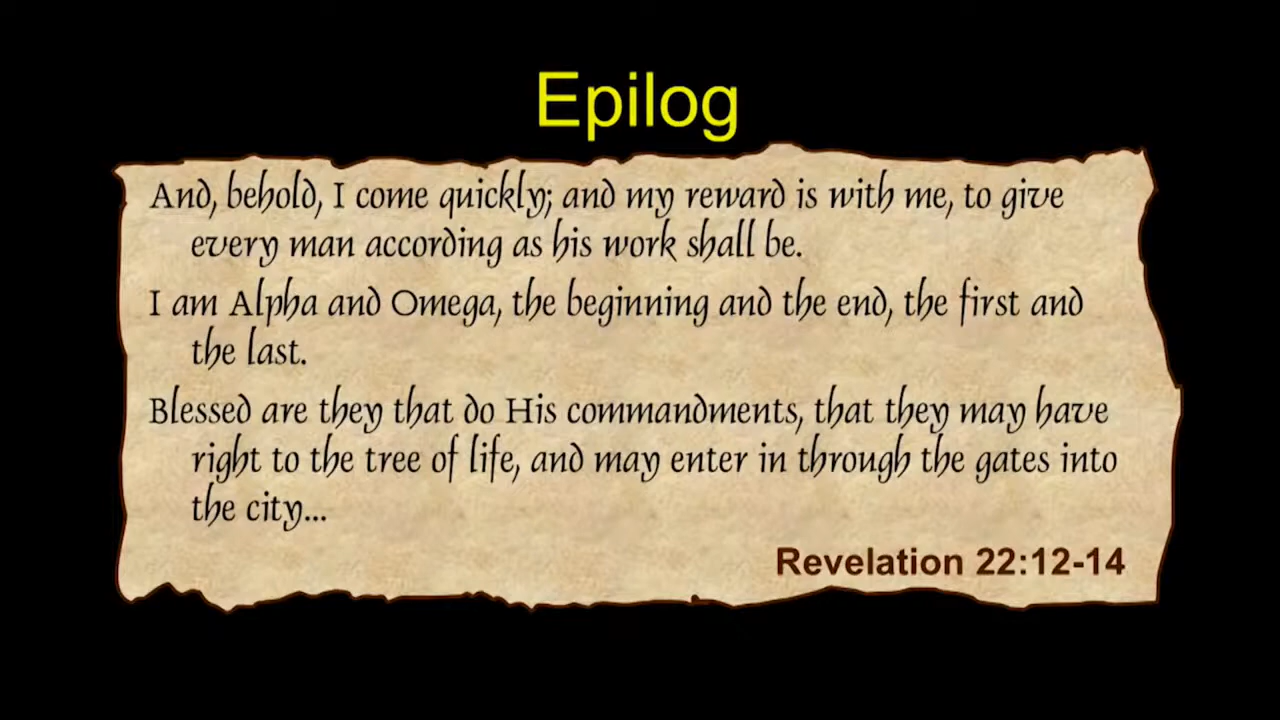 Epilog
And, behold, I come quickly; and my reward is with me, to give
every man according as his work shall be.
I am Alpha and Omega, the beginning and the end, the first and
the last.
Blessed are they that do His commandments, that they may have
right to the tree of life, and may enter in through the gates into
the city...
Revelation 22:12-14